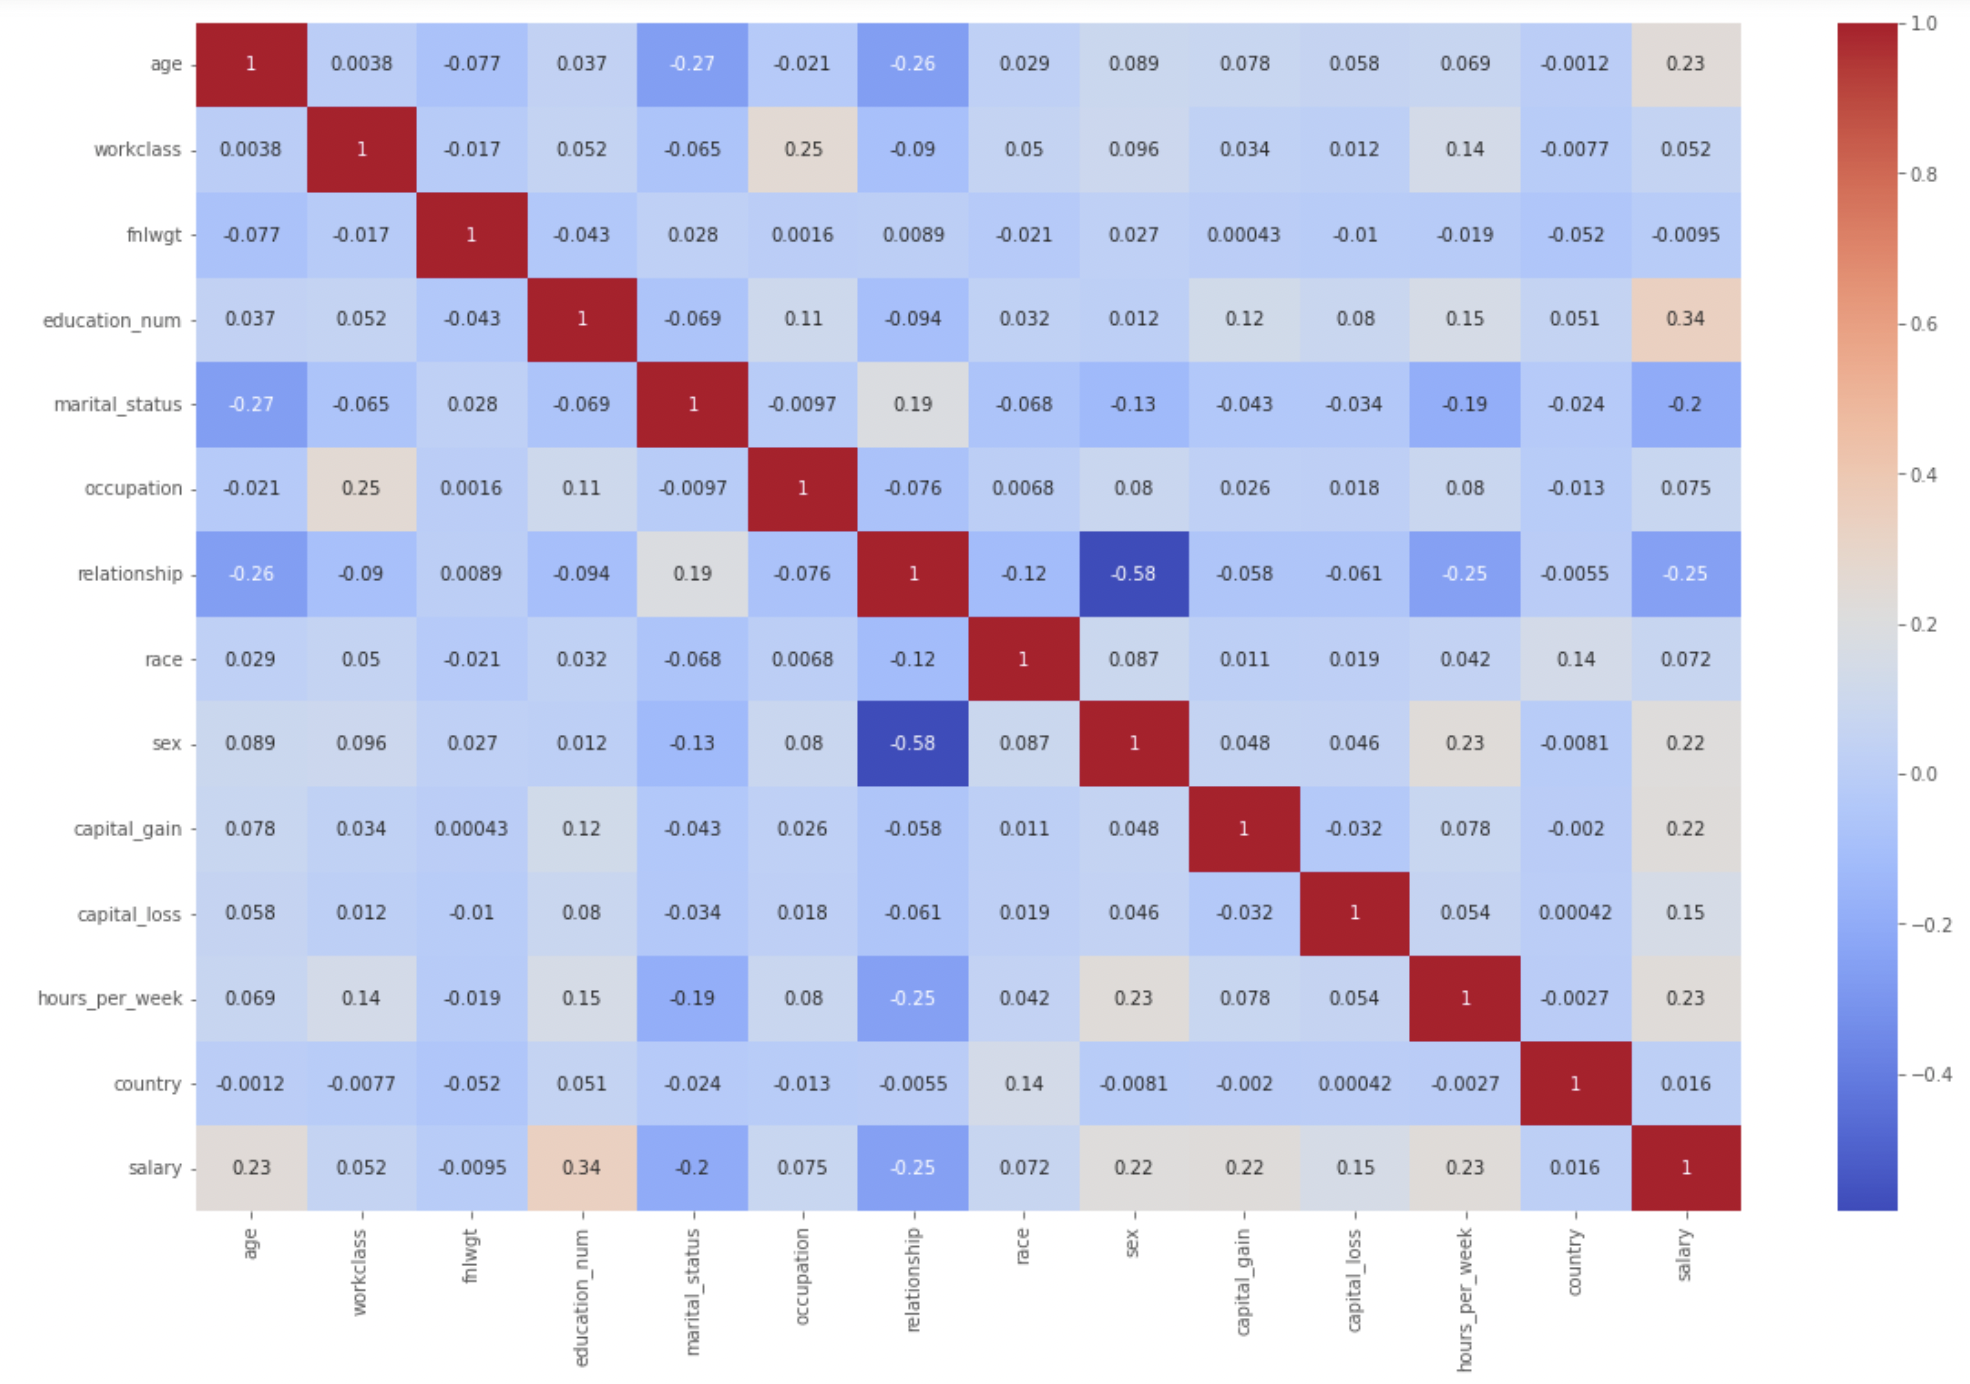 age 1 0.0038 -0.077 0.037 -0.27 -0.021 -0.26 0.029 0.089 0.078 0.058 0.069 -0.0012 0.23
workclass 0.0038 1 -0.017 0.052 -0.065 0.25 -0.09 0.05 0.096 0.034 0.012 0.14 -0.0077 0.052
fnlwgt -0.077 -0.017 1 -0.043 0.028 0.0016 0.0089 -0.021 0.027 0.00043 -0.01 -0.019 -0.052 -0.0095
education_num 0.037 0.052 -0.043 1 -0.069 0.11 -0.094 0.032 0.012 0.12 0.08 0.15 0.051 0.34
marital_status -0.27 -0.065 0.028 -0.069 1 -0.0097 0.19 -0.068 -0.13 -0.043 -0.034 -0.19 -0.024 -0.2
occupation -0.021 0.25 0.0016 0.11 -0.0097 1 -0.076 0.0068 0.08 0.026 0.018 0.08 -0.013 0.075
relationship -0.26 -0.09 0.0089 -0.094 0.19 -0.076 1 -0.12 -0.58 -0.058 -0.061 -0.25 -0.0055 -0.25
race 0.029 0.05 -0.021 0.032 -0.068 0.0068 -0.12 1 0.087 0.011 0.019 0.042 0.14 0.072
sex 0.089 0.096 0.027 0.012 -0.13 0.08 -0.58 0.087 1 0.048 0.046 0.23 -0.0081 0.22
capital_gain 0.078 0.034 0.00043 0.12 -0.043 0.026 -0.058 0.011 0.048 1 -0.032 0.078 -0.002 0.22
capital_loss 0.058 0.012 -0.01 0.08 -0.034 0.018 -0.061 0.019 0.046 -0.032 1 0.054 0.00042 0.15
hours_per_week 0.069 0.14 -0.019 0.15 -0.19 0.08 -0.25 0.042 0.23 0.078 0.054 1 -0.0027 0.23
country -0.0012 -0.0077 -0.052 0.051 -0.024 -0.013 -0.0055 0.14 -0.0081 -0.002 0.00042 -0.0027 1 0.016
salary 0.23 0.052 -0.0095 0.34 -0.2 0.075 -0.25 0.072 0.22 0.22 0.15 0.23 0.016 1
age workclass fnlwgt education_num marital_status occupation relationship race sex capital_gain capital_loss hours_per_week country salary
1.0
0.8
0.6
0.4
0.2
0.0
−0.2
−0.4